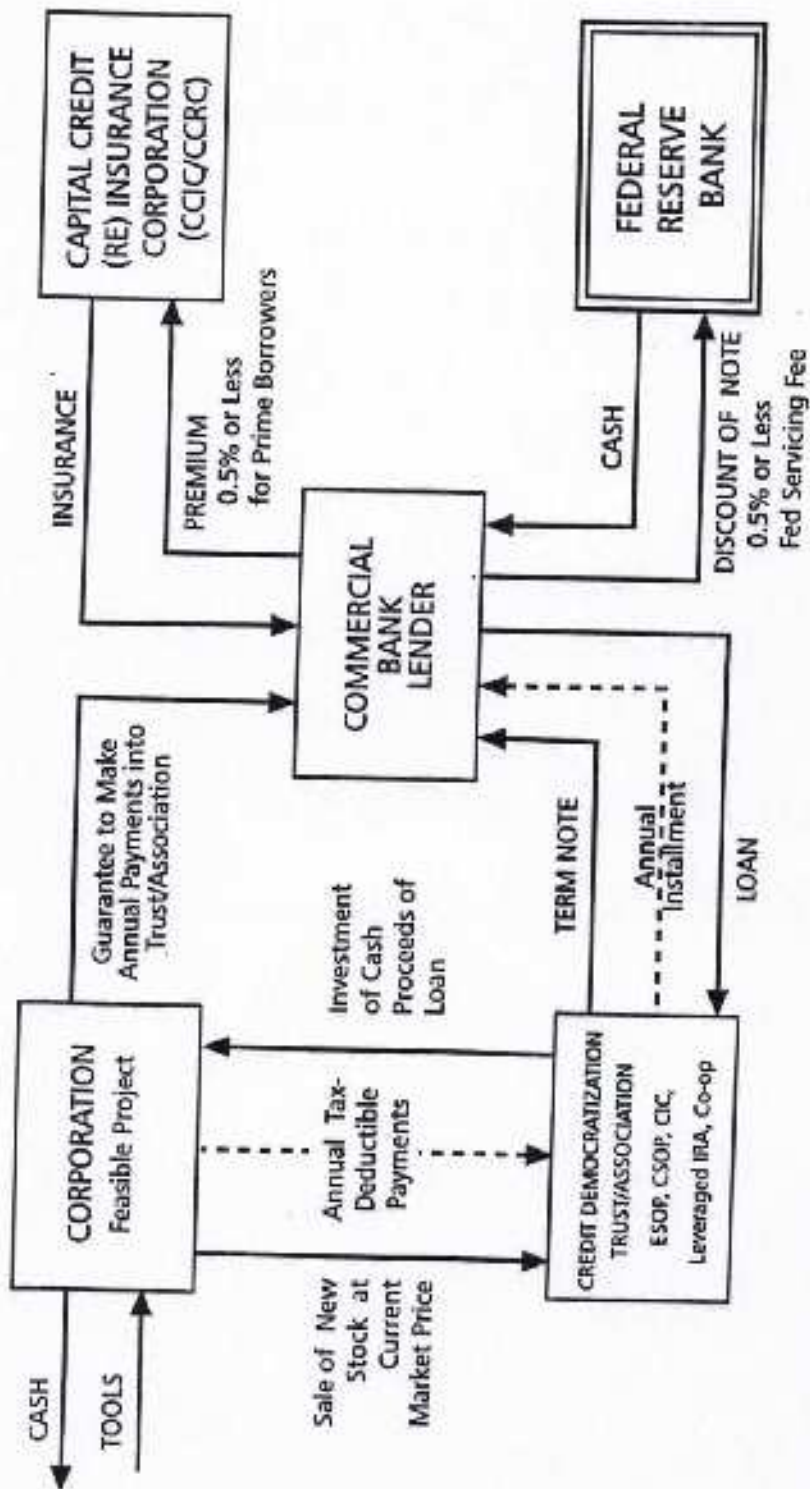 CASH
TOOLS
CORPORATION
Feasible Project
Guarantee to Make
Annual Payments into
Trust/Association
INSURANCE
PREMIUM
0.5% or Less
for Prime Borrowers
CAPITAL CREDIT
(RE) INSURANCE
CORPORATION
(CCIC/CCRC)
Sale of New
Stock at
Current
Market Price
Annual Tax-
Deductible
Payments
Investment
of Cash
Proceeds of
Loan
COMMERCIAL
BANK
LENDER
CREDIT DEMOCRATIZATION
TRUST/ASSOCIATION
ESOP, CSOP, CIC,
Leveraged IRA, Co-op
TERM NOTE
Annual
Installment
LOAN
CASH
DISCOUNT OF NOTE
0.5% or Less
Fed Servicing Fee
FEDERAL
RESERVE
BANK